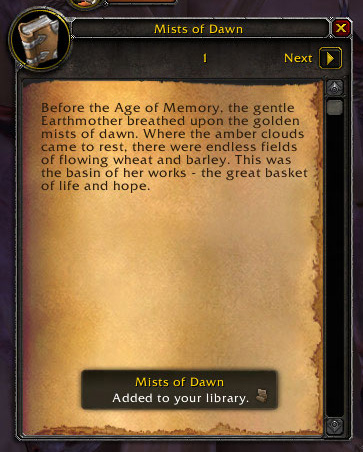 Mists of Dawn
1
Next
Before the Age of Memory, the gentle
Earthmother breathed upon the golden
mists of dawn. Where the amber clouds
came to rest, there were endless fields
of flowing wheat and barley. This was
the basin of her works - the great basket
of life and hope.
Mists of Dawn
Added to your library.